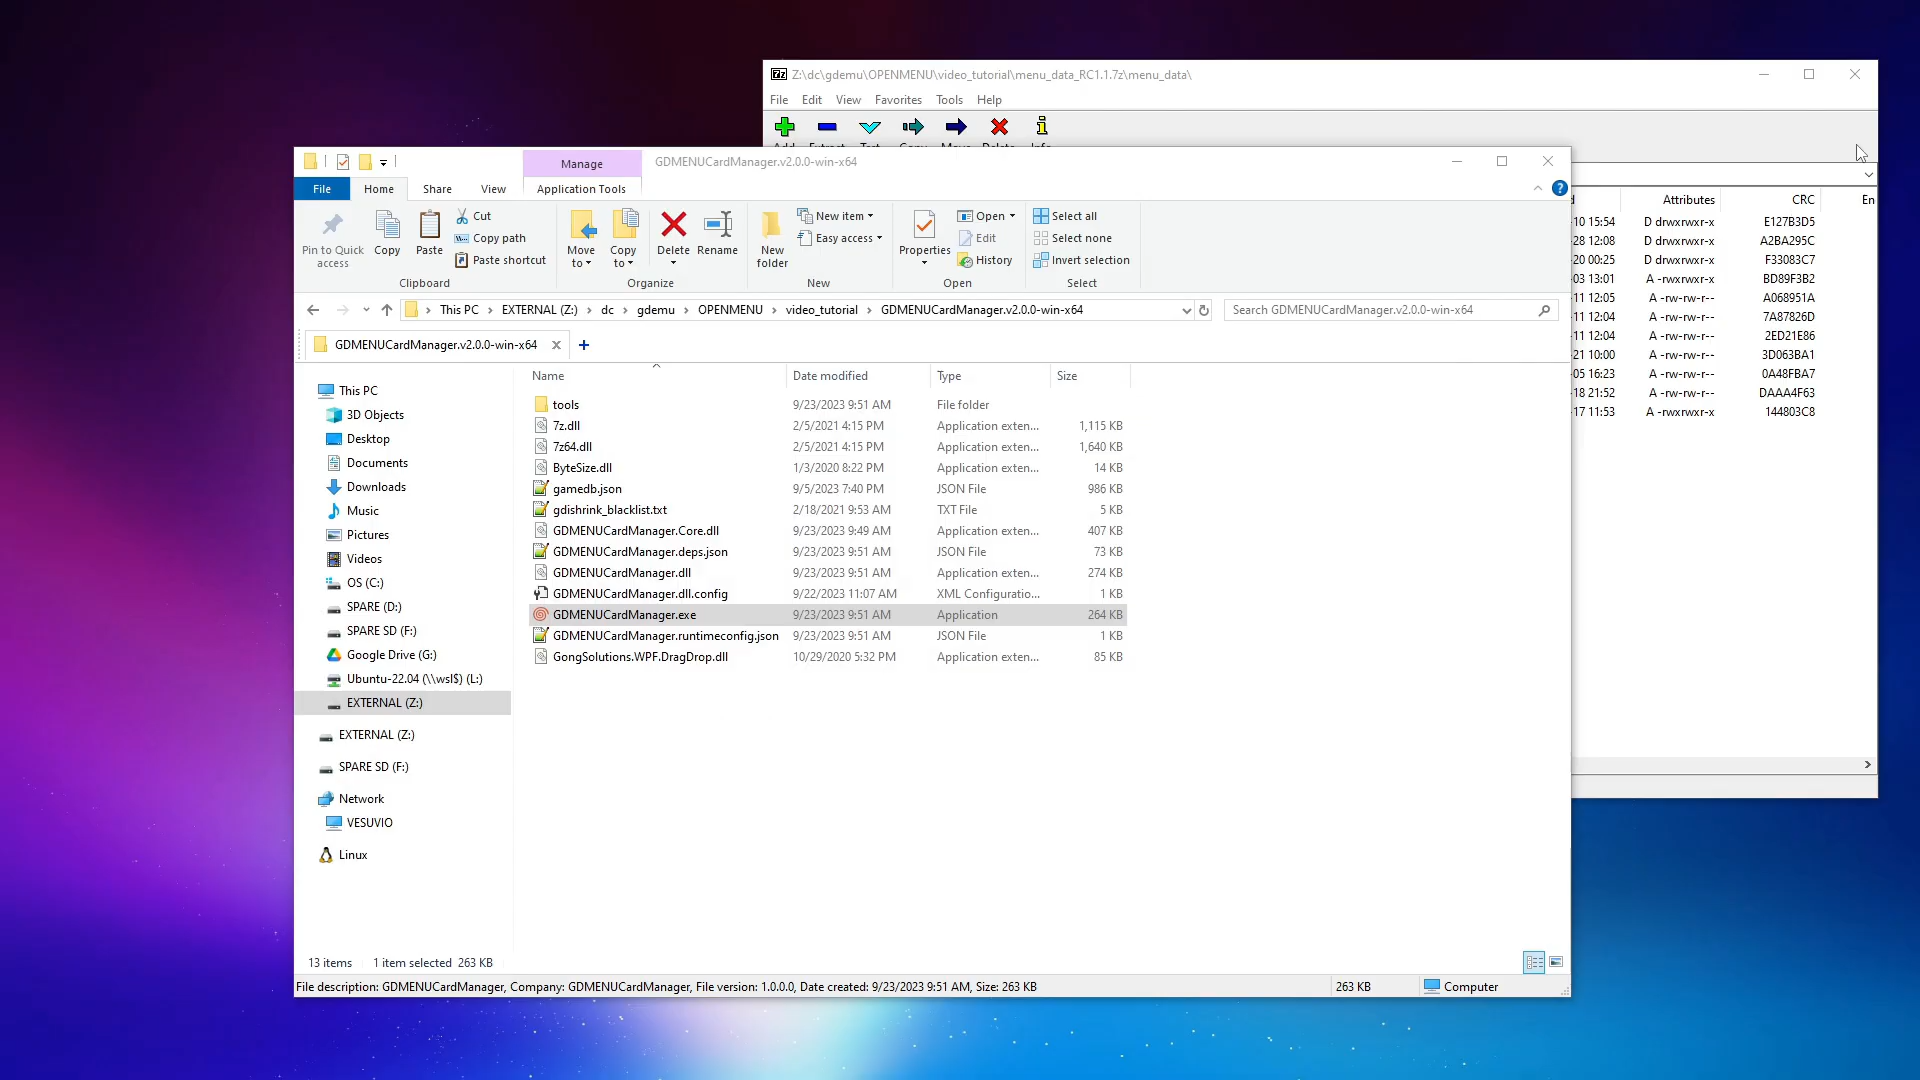 Z:\dc\gdemu\OPENMENU\video_tutorial\menu_data_RC1.1.7z\menu_data\
File Edit View Favorites Tools Help
Manage GDMENUCardManager.v2.0.0-win-x64
File Home Share View Application Tools
Pin to Quick access
Copy
Paste
Cut
Copy path
Paste shortcut
Clipboard
Move to
Copy to
Delete
Rename
Organize
New folder
New item
Easy access
New
Properties
Open
Edit
History
Open
Select all
Select none
Invert selection
Select
This PC EXTERNAL (Z:) dc gdemu OPENMENU video_tutorial GDMENUCardManager.v2.0.0-win-x64
Search GDMENUCardManager.v2.0.0-win-x64
GDMENUCardManager.v2.0.0-win-x64
This PC
3D Objects
Desktop
Documents
Downloads
Music
Pictures
Videos
OS (C:)
SPARE (D:)
SPARE SD (F:)
Google Drive (G:)
Ubuntu-22.04 (\\wsl$) (L:)
EXTERNAL (Z:)
EXTERNAL (Z:)
SPARE SD (F:)
Network
VESUVIO
Linux
Name Date modified Type Size
tools 9/23/2023 9:51 AM File folder
7z.dll 2/5/2021 4:15 PM Application exten... 1,115 KB
7z64.dll 2/5/2021 4:15 PM Application exten... 1,640 KB
ByteSize.dll 1/3/2020 8:22 PM Application exten... 14 KB
gamedb.json 9/5/2023 7:40 PM JSON File 986 KB
gdishrink_blacklist.txt 2/18/2021 9:53 AM TXT File 5 KB
GDMENUCardManager.Core.dll 9/23/2023 9:49 AM Application exten... 407 KB
GDMENUCardManager.deps.json 9/23/2023 9:51 AM JSON File 73 KB
GDMENUCardManager.dll 9/23/2023 9:51 AM Application exten... 274 KB
GDMENUCardManager.dll.config 9/22/2023 11:07 AM XML Configuratio... 1 KB
GDMENUCardManager.exe 9/23/2023 9:51 AM Application 264 KB
GDMENUCardManager.runtimeconfig.json 9/23/2023 9:51 AM JSON File 1 KB
GongSolutions.WPF.DragDrop.dll 10/29/2020 5:32 PM Application exten... 85 KB
Attributes CRC En
10 15:54 D drwxrwxr-x E127B3D5
28 12:08 D drwxrwxr-x A2BA295C
20 00:25 D drwxrwxr-x F33083C7
03 13:01 A -rwxrwxr-x BD89F3B2
11 12:05 A -rw-rw-r-- A068951A
11 12:04 A -rw-rw-r-- 7A87826D
11 12:04 A -rw-rw-r-- 2ED21E86
21 10:00 A -rw-rw-r-- 3D063BA1
05 16:23 A -rw-rw-r-- 0A48FBA7
18 21:52 A -rw-rw-r-- DAAA4F63
17 11:53 A -rwxrwxr-x 144803C8
13 items 1 item selected 263 KB
File description: GDMENUCardManager, Company: GDMENUCardManager, File version: 1.0.0.0, Date created: 9/23/2023 9:51 AM, Size: 263 KB 263 KB Computer